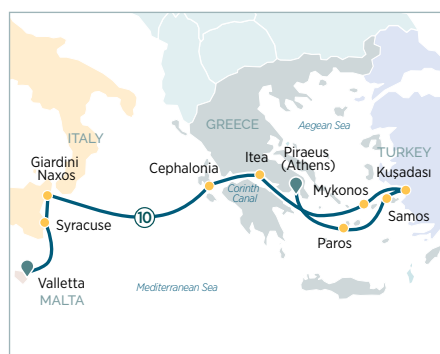 ITALY
GREECE
Aegean Sea
TURKEY
Giardini
Naxos
Cephalonia
Itea
Piraeus
(Athens)
Kuşadası
Corinth
Canal
Mykonos
Samos
Syracuse
10
Paros
Valletta
MALTA
Mediterranean Sea